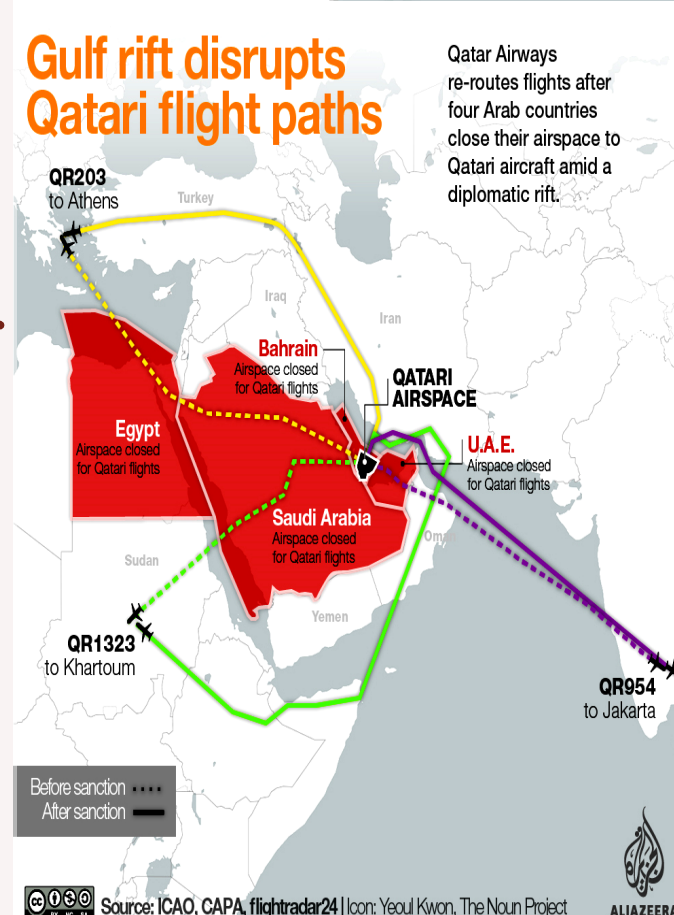 Gulf rift disrupts
Qatari flight paths
Qatar Airways
re-routes flights after
four Arab countries
close their airspace to
Qatari aircraft amid a
diplomatic rift.
QR203
to Athens
Turkey
Iraq
Iran
Bahrain
Airspace closed
for Qatari flights
QATARI
AIRSPACE
Egypt
Airspace closed
for Qatari flights
U.A.E.
Airspace closed
for Qatari flights
Saudi Arabia
Airspace closed
for Qatari flights
Oman
Sudan
Yemen
QR1323
to Khartoum
QR954
to Jakarta
Before sanction
After sanction
Source: ICAO, CAPA, flightradar24 | Icon: Yeoul Kwon, The Noun Project
ALJAZEERA